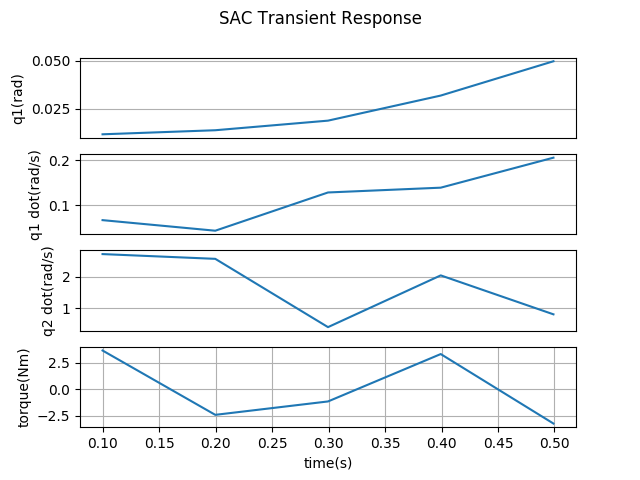 SAC Transient Response
q1(rad)
0.050
0.025
q1 dot(rad/s)
0.2
0.1
q2 dot(rad/s)
2
1
torque(Nm)
2.5
0.0
−2.5
0.10 0.15 0.20 0.25 0.30 0.35 0.40 0.45 0.50
time(s)